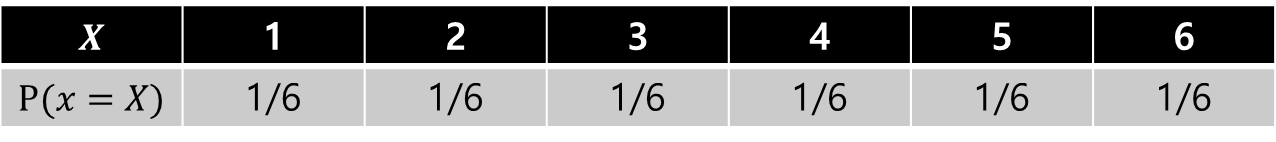 X 1 2 3 4 5 6
P(x = X) 1/6 1/6 1/6 1/6 1/6 1/6